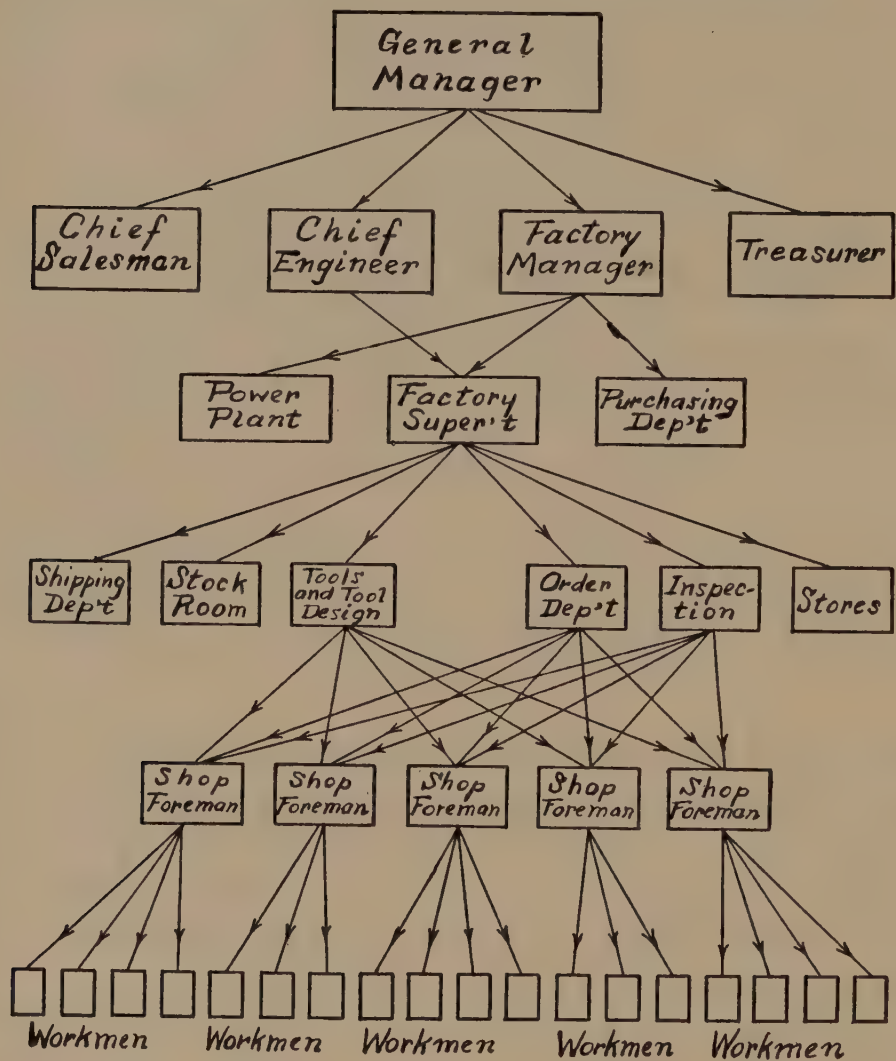 General
Manager
Chief
Salesman
Chief
Engineer
Factory
Manager
Treasurer
Power
Plant
Factory
Super't
Purchasing
Dep't
Shipping
Dep't
Stock
Room
Tools
and Tool
Design
Order
Dep't
Inspec-
tion
Stores
Shop
Foreman
Shop
Foreman
Shop
Foreman
Shop
Foreman
Shop
Foreman
Workmen
Workmen
Workmen
Workmen
Workmen